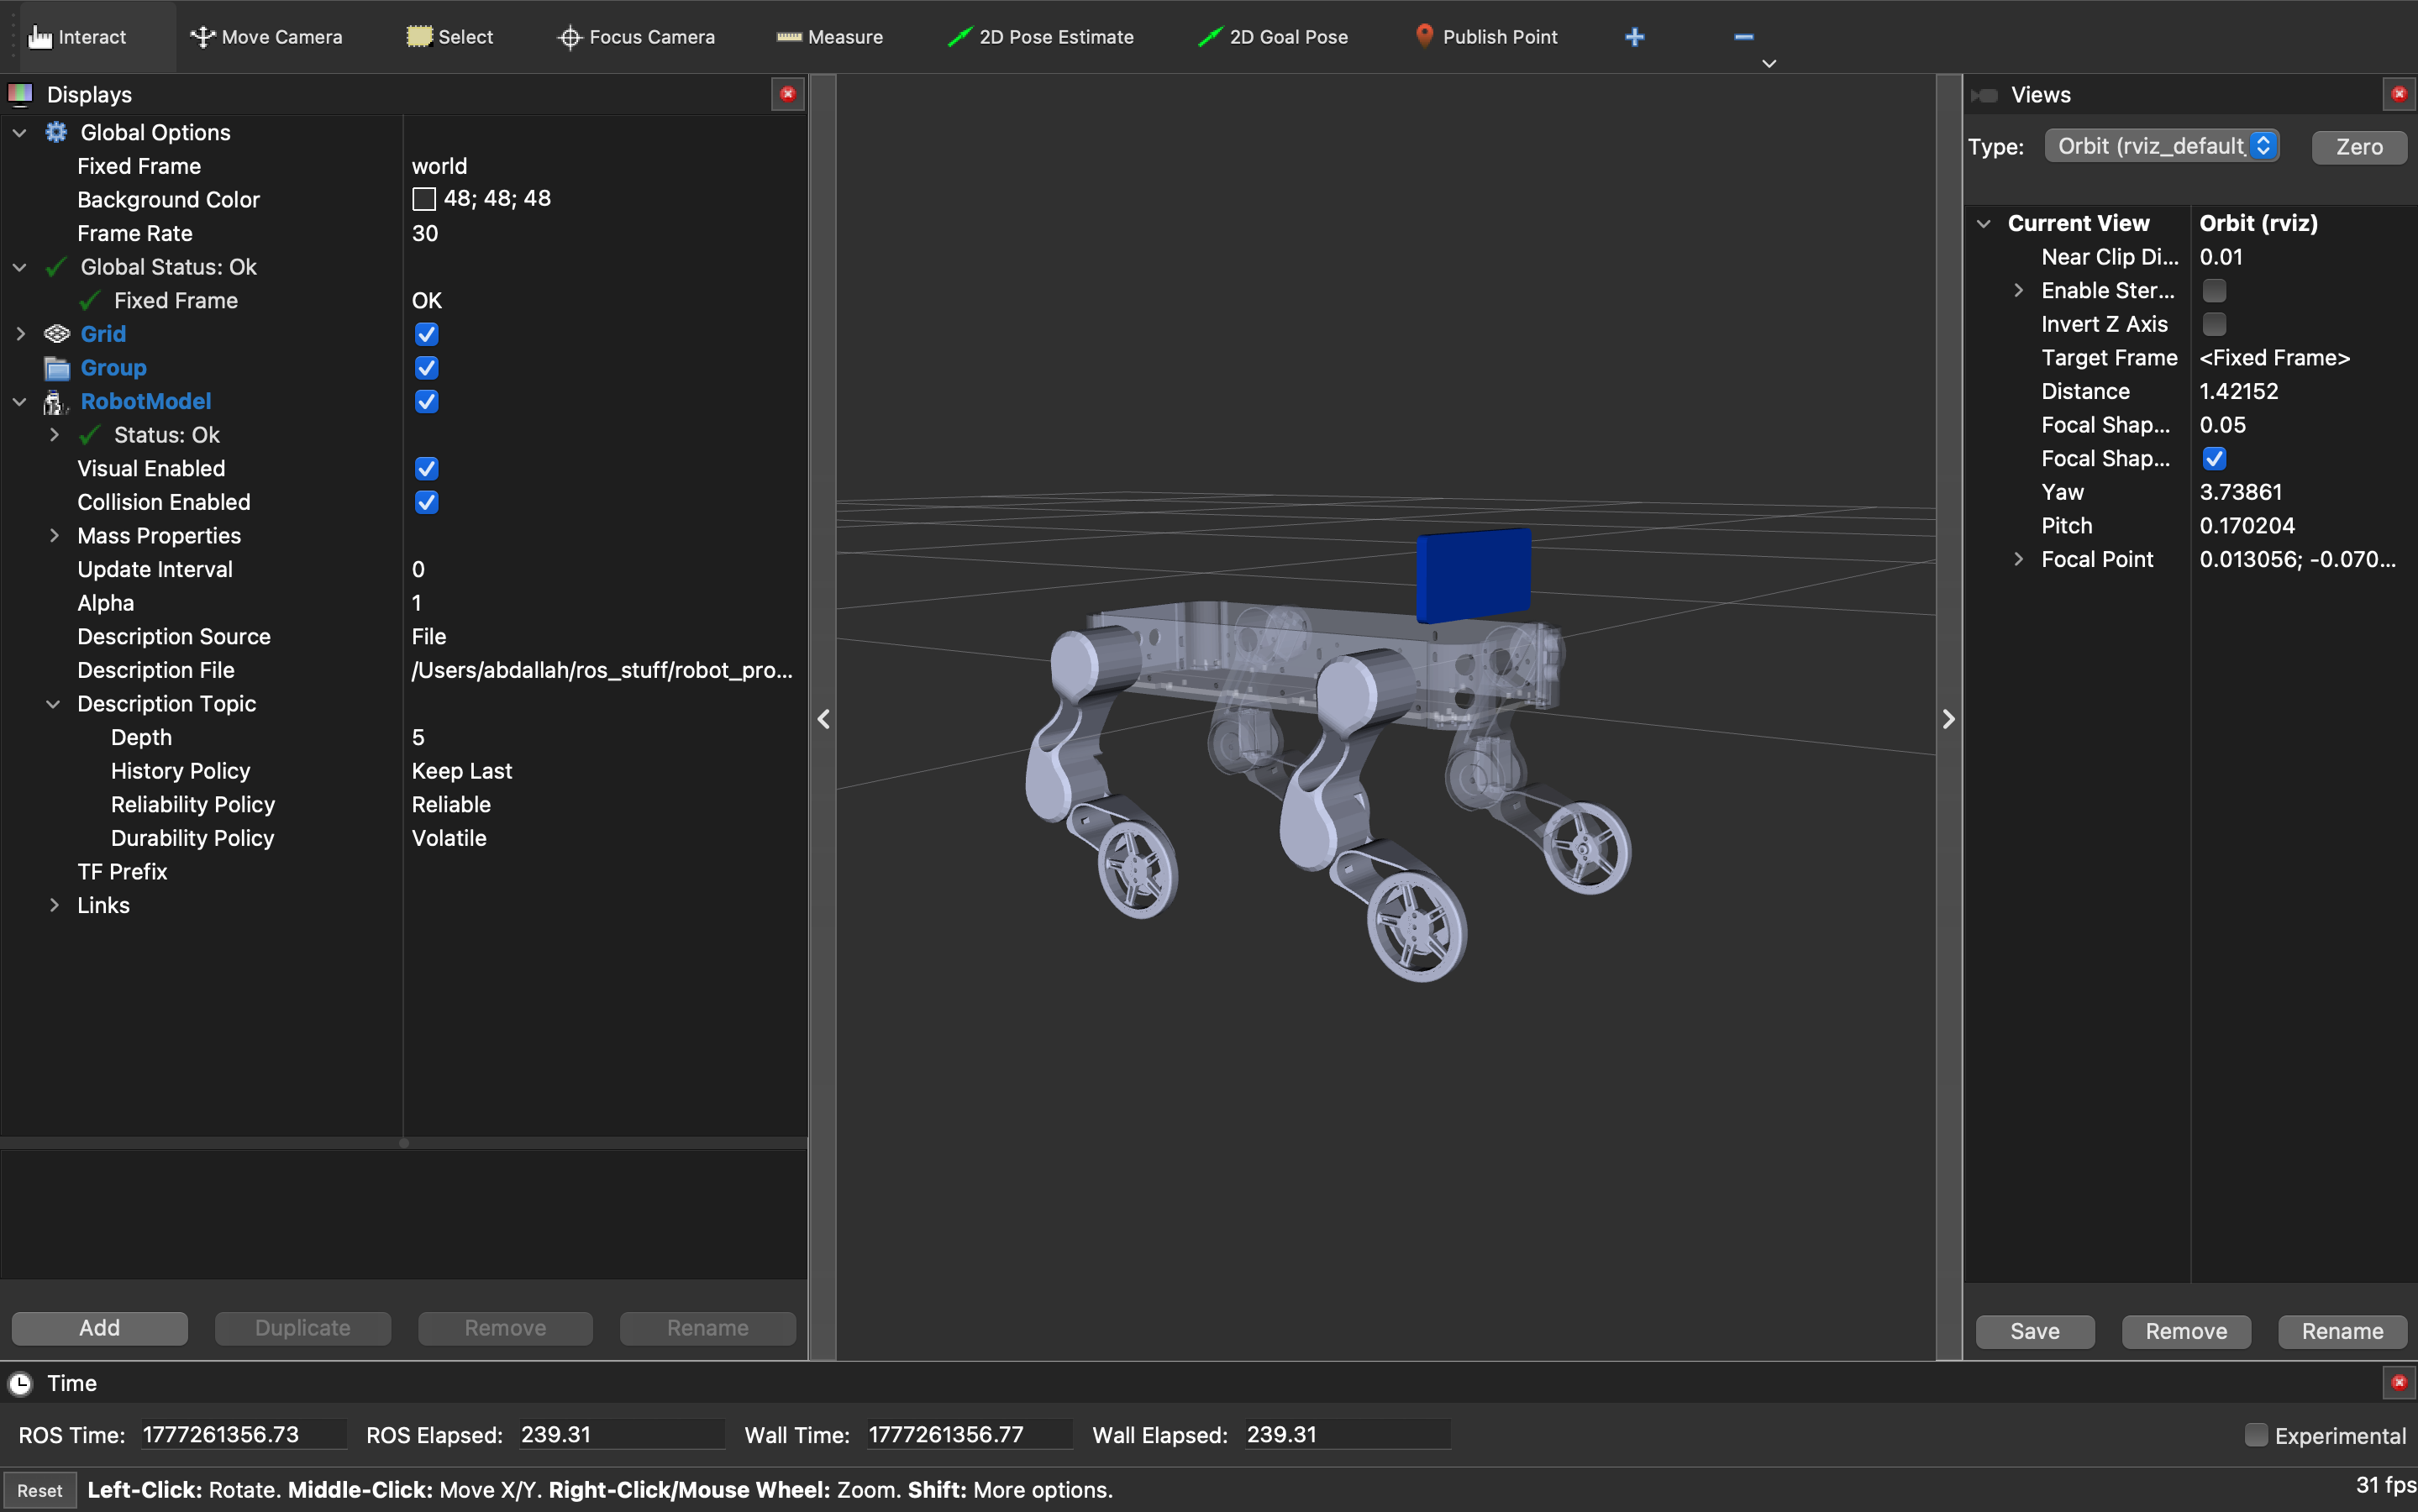 Interact Move Camera Select Focus Camera Measure 2D Pose Estimate 2D Goal Pose Publish Point
Displays
Global Options
Fixed Frame world
Background Color 48; 48; 48
Frame Rate 30
Global Status: Ok
Fixed Frame OK
Grid
Group
RobotModel
Status: Ok
Visual Enabled
Collision Enabled
Mass Properties
Update Interval 0
Alpha 1
Description Source File
Description File /Users/abdallah/ros_stuff/robot_pro...
Description Topic
Depth 5
History Policy Keep Last
Reliability Policy Reliable
Durability Policy Volatile
TF Prefix
Links
Add Duplicate Remove Rename
Views
Type: Orbit (rviz_default_ Zero
Current View Orbit (rviz)
Near Clip Di... 0.01
Enable Ster...
Invert Z Axis
Target Frame <Fixed Frame>
Distance 1.42152
Focal Shap... 0.05
Focal Shap...
Yaw 3.73861
Pitch 0.170204
Focal Point 0.013056; -0.070...
Save Remove Rename
Time
ROS Time: 1777261356.73 ROS Elapsed: 239.31 Wall Time: 1777261356.77 Wall Elapsed: 239.31 Experimental
Reset Left-Click: Rotate. Middle-Click: Move X/Y. Right-Click/Mouse Wheel: Zoom. Shift: More options. 31 fps